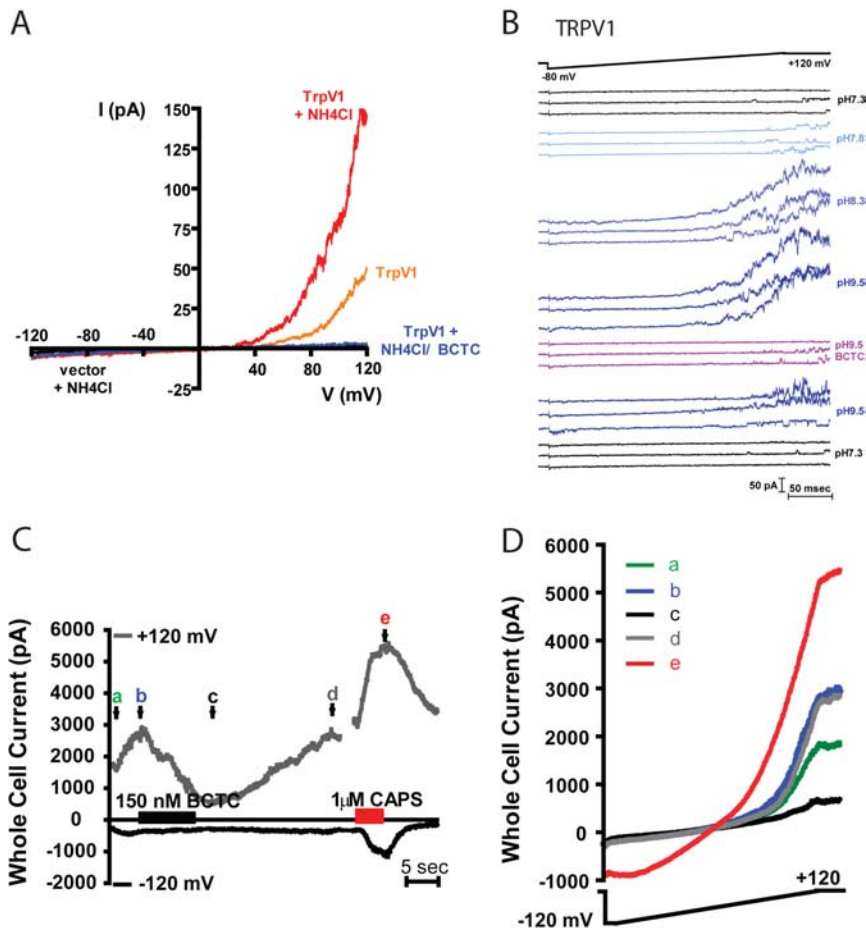 A
I (pA)
150
125
100
75
50
25
-25
-120
-80
-40
40
80
120
V (mV)
TrpV1
+ NH4Cl
TrpV1
TrpV1 +
NH4Cl/ BCTC
vector
+ NH4Cl
B
TRPV1
-80 mV
+120 mV
pH7.3
pH7.8
pH8.3
pH9.5
pH9.5
BCTC
pH9.5
pH7.3
50 pA
50 msec
C
Whole Cell Current (pA)
6000
5000
4000
3000
2000
1000
0
-1000
-2000
+120 mV
a
b
c
d
e
150 nM BCTC
1µM CAPS
5 sec
-120 mV
D
Whole Cell Current (pA)
6000
5000
4000
3000
2000
1000
0
-1000
a
b
c
d
e
+120
-120 mV